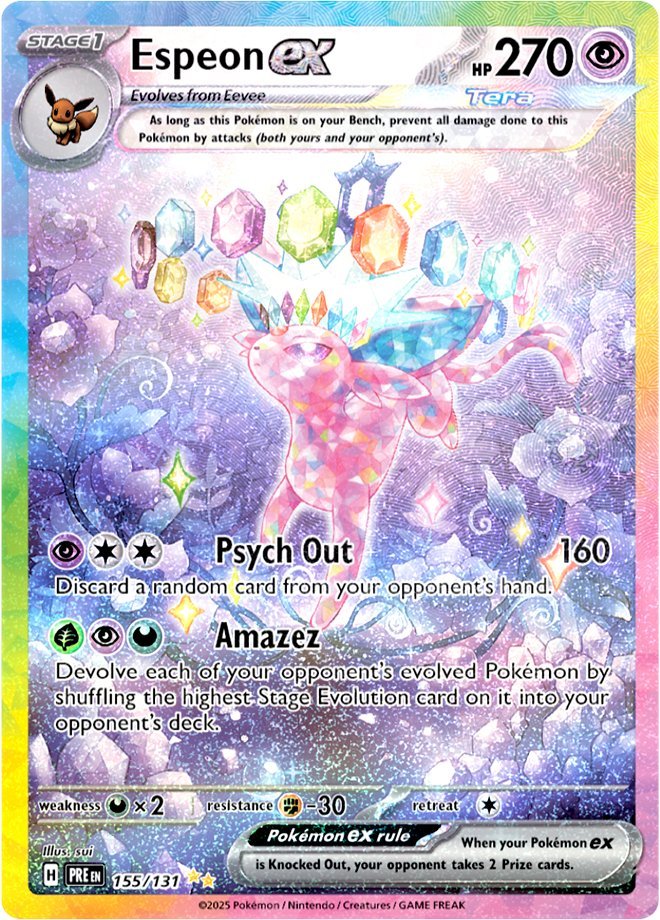 STAGE 1
Espeon ex
HP 270
Evolves from Eevee
Tera
As long as this Pokémon is on your Bench, prevent all damage done to this
Pokémon by attacks (both yours and your opponent's).
Psych Out 160
Discard a random card from your opponent's hand.
Amazez
Devolve each of your opponent's evolved Pokémon by
shuffling the highest Stage Evolution card on it into your
opponent's deck.
weakness ×2 resistance -30 retreat
Pokémon ex rule
When your Pokémon ex
is Knocked Out, your opponent takes 2 Prize cards.
Illus. sui
H PRE EN 155/131
©2025 Pokémon / Nintendo / Creatures / GAME FREAK